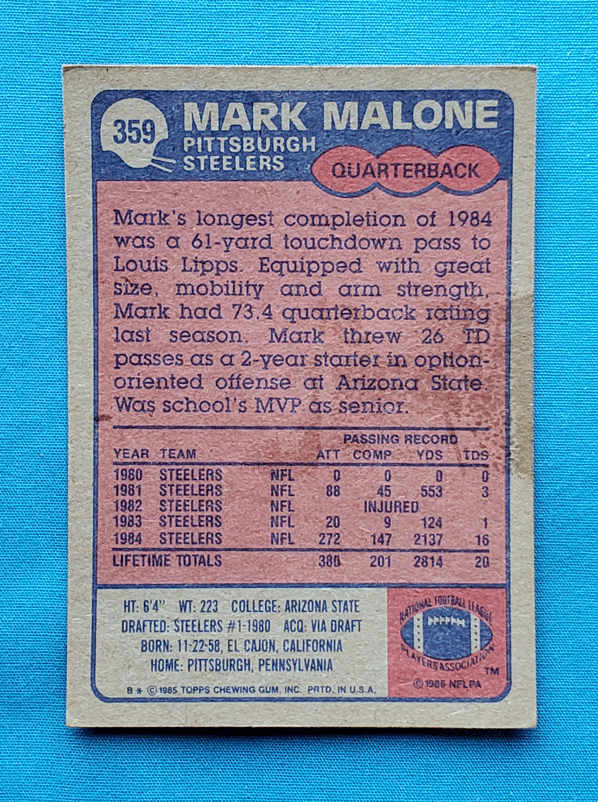 359
MARK MALONE
PITTSBURGH
STEELERS
QUARTERBACK
Mark's longest completion of 1984
was a 61-yard touchdown pass to
Louis Lipps. Equipped with great
size, mobility and arm strength,
Mark had 73.4 quarterback rating
last season. Mark threw 26 TD
passes as a 2-year starter in option-
oriented offense at Arizona State.
Was school's MVP as senior.
PASSING RECORD
YEAR TEAM ATT COMP YDS TDS
1980 STEELERS NFL 0 0 0 0
1981 STEELERS NFL 88 45 553 3
1982 STEELERS NFL INJURED
1983 STEELERS NFL 20 9 124 1
1984 STEELERS NFL 272 147 2137 16
LIFETIME TOTALS 380 201 2814 20
HT: 6'4" WT: 223 COLLEGE: ARIZONA STATE
DRAFTED: STEELERS #1-1980 ACQ: VIA DRAFT
BORN: 11-22-58, EL CAJON, CALIFORNIA
HOME: PITTSBURGH, PENNSYLVANIA
B* ©1985 TOPPS CHEWING GUM, INC. PRTD. IN U.S.A.
NATIONAL FOOTBALL LEAGUE
PLAYERS ASSOCIATION
TM
©1985 NFLPA